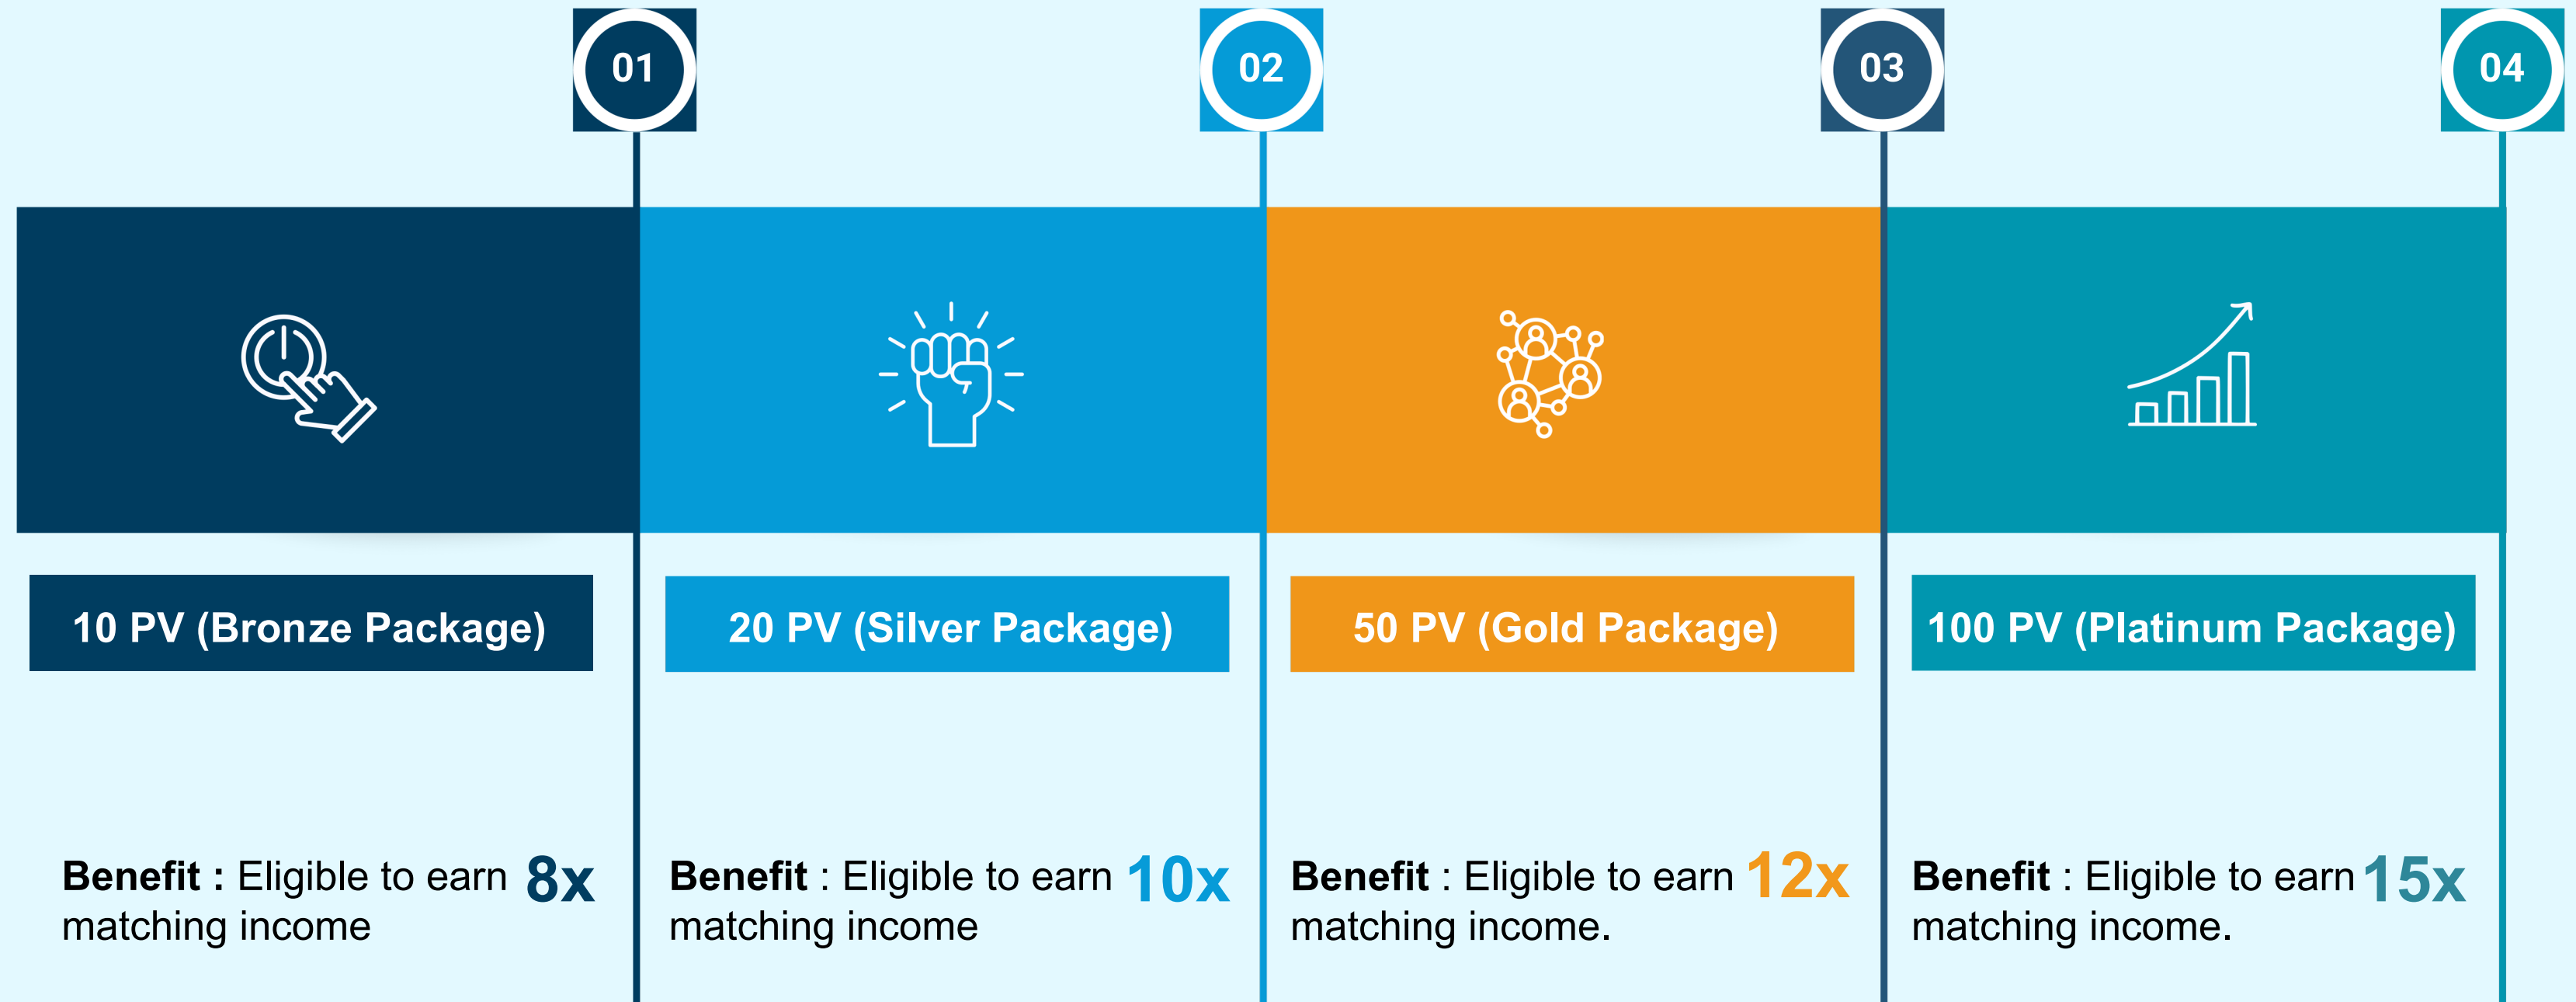 01
02
03
04
10 PV (Bronze Package)
20 PV (Silver Package)
50 PV (Gold Package)
100 PV (Platinum Package)
Benefit : Eligible to earn 8x
matching income
Benefit : Eligible to earn 10x
matching income
Benefit : Eligible to earn 12x
matching income.
Benefit : Eligible to earn 15x
matching income.